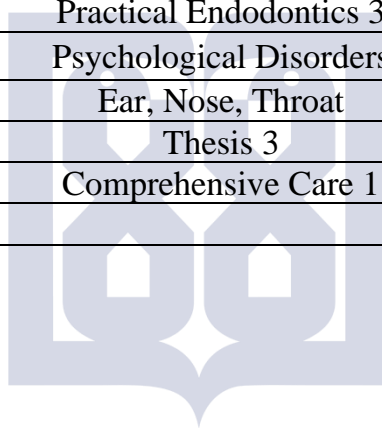 Practical Endodontics 3
Psychological Disorders
Ear, Nose, Throat
Thesis 3
Comprehensive Care 1